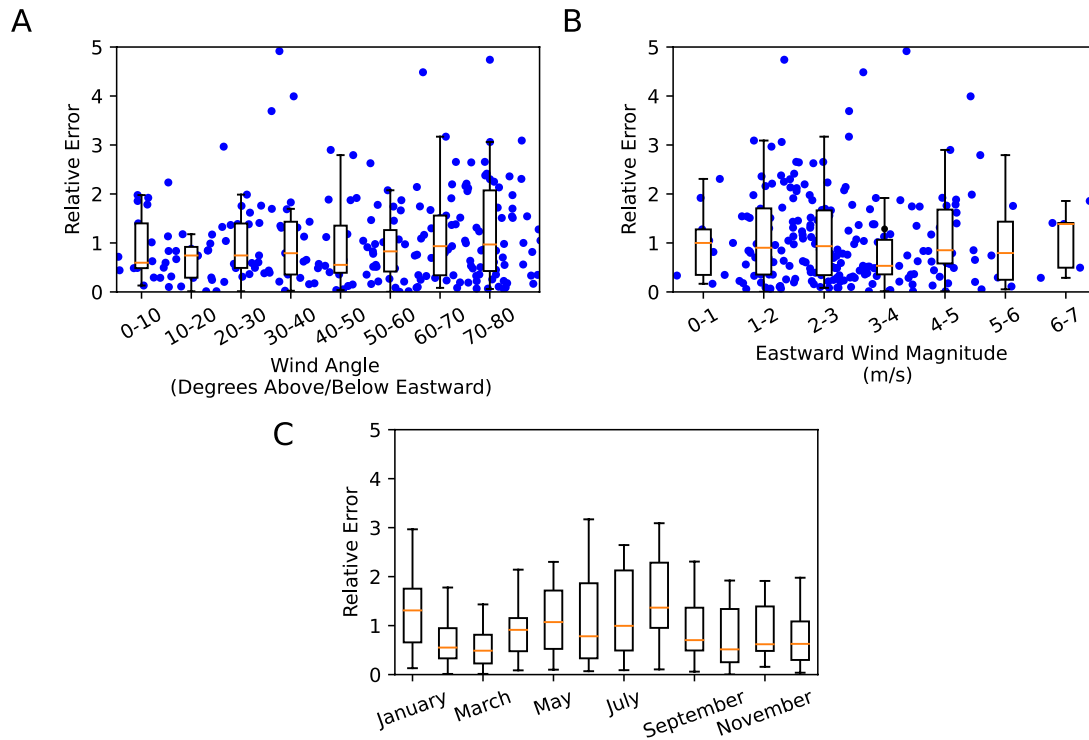 A
B
5
4
3
2
1
0
Relative Error
0-10
10-20
20-30
30-40
40-50
50-60
60-70
70-80
Wind Angle
(Degrees Above/Below Eastward)
5
4
3
2
1
0
Relative Error
0-1
1-2
2-3
3-4
4-5
5-6
6-7
Eastward Wind Magnitude
(m/s)
C
5
4
3
2
1
0
Relative Error
January
March
May
July
September
November